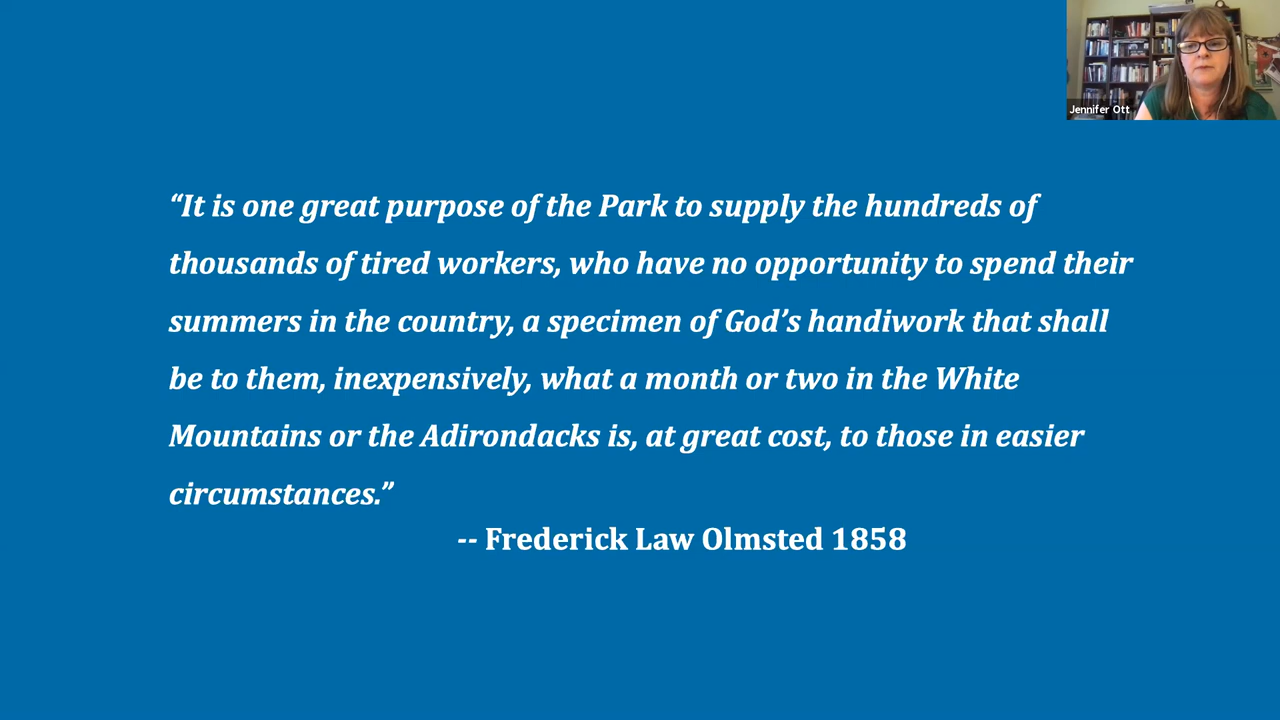 Jennifer Ott
“It is one great purpose of the Park to supply the hundreds of
thousands of tired workers, who have no opportunity to spend their
summers in the country, a specimen of God’s handiwork that shall
be to them, inexpensively, what a month or two in the White
Mountains or the Adirondacks is, at great cost, to those in easier
circumstances.”
-- Frederick Law Olmsted 1858